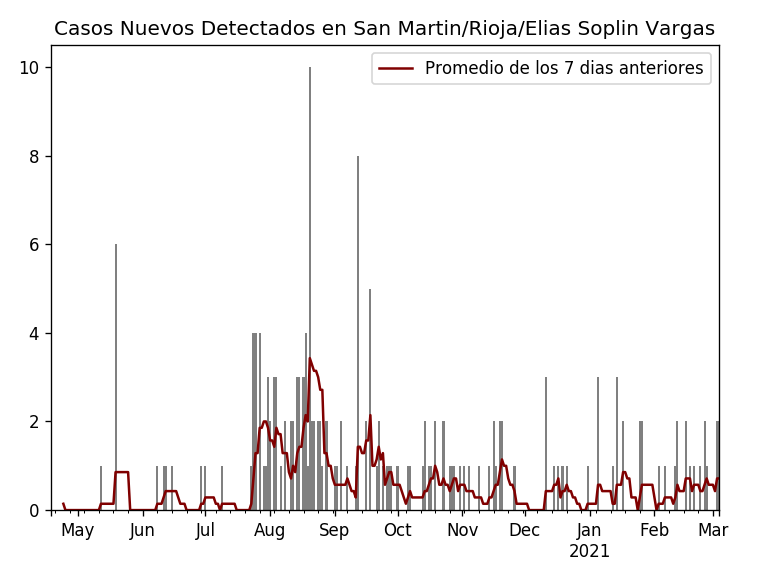 Casos Nuevos Detectados en San Martin/Rioja/Elias Soplin Vargas
Promedio de los 7 dias anteriores
10
8
6
4
2
0
May Jun Jul Aug Sep Oct Nov Dec Jan Feb Mar
2021